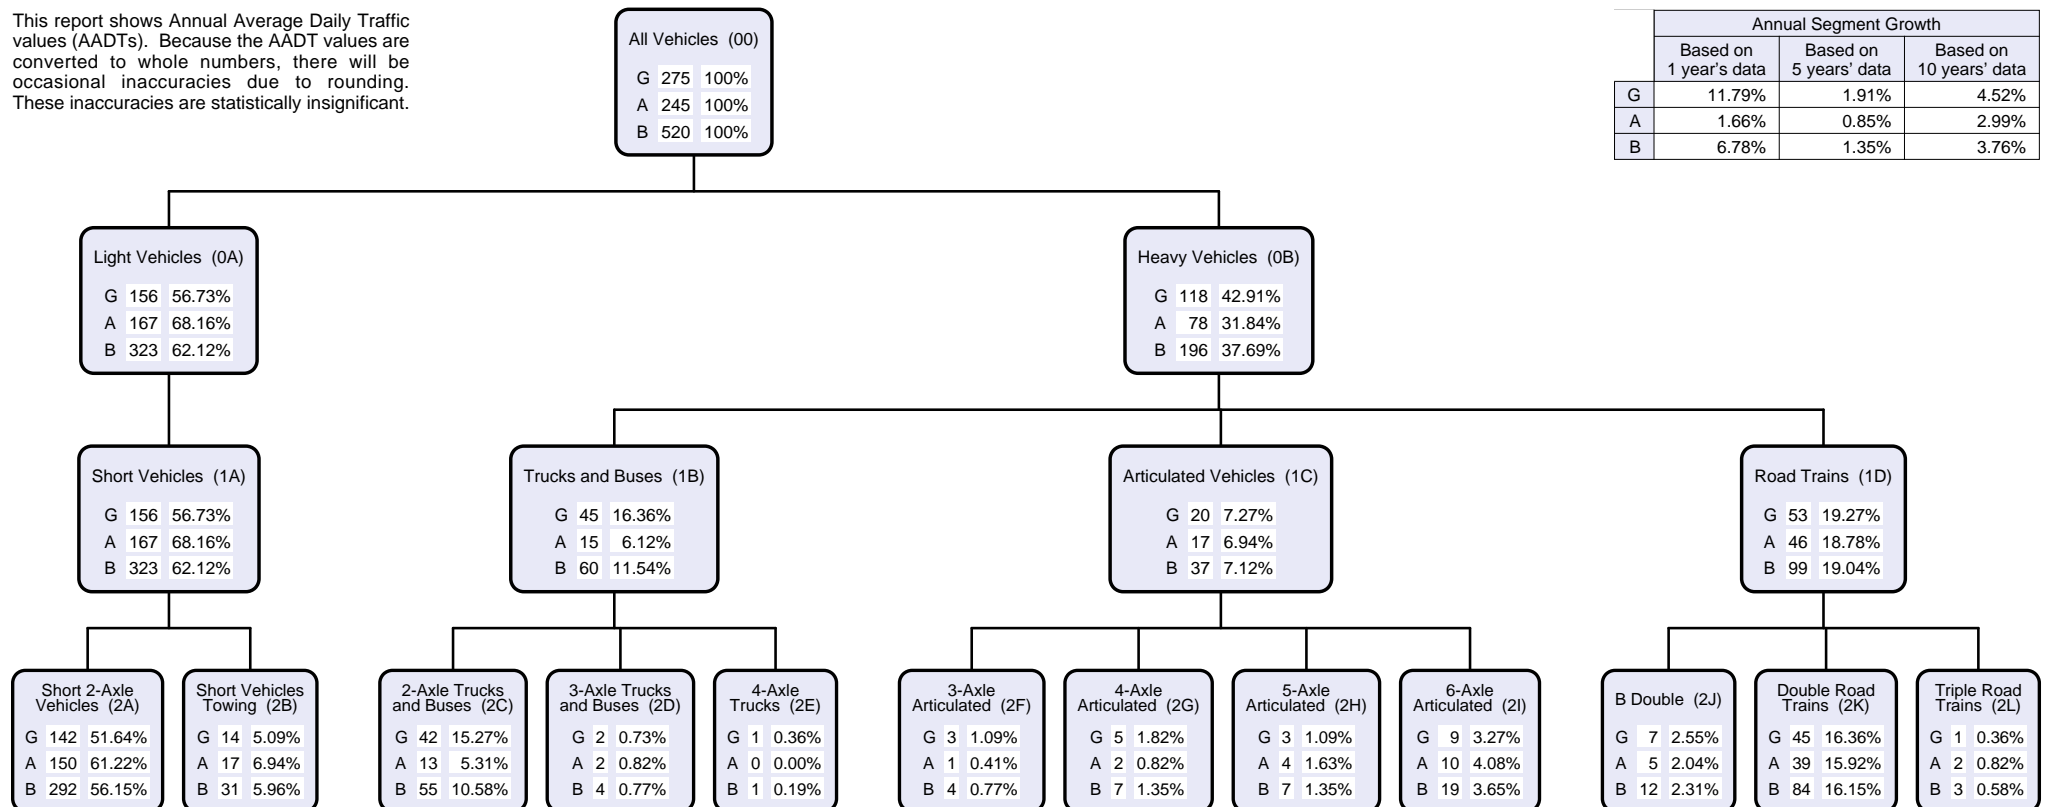 This report shows Annual Average Daily Traffic
values (AADTs). Because the AADT values are
converted to whole numbers, there will be
occasional inaccuracies due to rounding.
These inaccuracies are statistically insignificant.
All Vehicles (00)
G 275 100%
A 245 100%
B 520 100%
Annual Segment Growth
Based on 1 year's data Based on 5 years' data Based on 10 years' data
G 11.79% 1.91% 4.52%
A 1.66% 0.85% 2.99%
B 6.78% 1.35% 3.76%
Light Vehicles (0A)
G 156 56.73%
A 167 68.16%
B 323 62.12%
Heavy Vehicles (0B)
G 118 42.91%
A 78 31.84%
B 196 37.69%
Short Vehicles (1A)
G 156 56.73%
A 167 68.16%
B 323 62.12%
Trucks and Buses (1B)
G 45 16.36%
A 15 6.12%
B 60 11.54%
Articulated Vehicles (1C)
G 20 7.27%
A 17 6.94%
B 37 7.12%
Road Trains (1D)
G 53 19.27%
A 46 18.78%
B 99 19.04%
Short 2-Axle
Vehicles (2A)
G 142 51.64%
A 150 61.22%
B 292 56.15%
Short Vehicles
Towing (2B)
G 14 5.09%
A 17 6.94%
B 31 5.96%
2-Axle Trucks
and Buses (2C)
G 42 15.27%
A 13 5.31%
B 55 10.58%
3-Axle Trucks
and Buses (2D)
G 2 0.73%
A 2 0.82%
B 4 0.77%
4-Axle
Trucks (2E)
G 1 0.36%
A 0 0.00%
B 1 0.19%
3-Axle
Articulated (2F)
G 3 1.09%
A 1 0.41%
B 4 0.77%
4-Axle
Articulated (2G)
G 5 1.82%
A 2 0.82%
B 7 1.35%
5-Axle
Articulated (2H)
G 3 1.09%
A 4 1.63%
B 7 1.35%
6-Axle
Articulated (2I)
G 9 3.27%
A 10 4.08%
B 19 3.65%
B Double (2J)
G 7 2.55%
A 5 2.04%
B 12 2.31%
Double Road
Trains (2K)
G 45 16.36%
A 39 15.92%
B 84 16.15%
Triple Road
Trains (2L)
G 1 0.36%
A 2 0.82%
B 3 0.58%